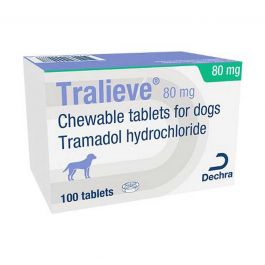 80 mg
Tralieve® 80 mg
Chewable tablets for dogs
Tramadol hydrochloride
100 tablets
Dechra